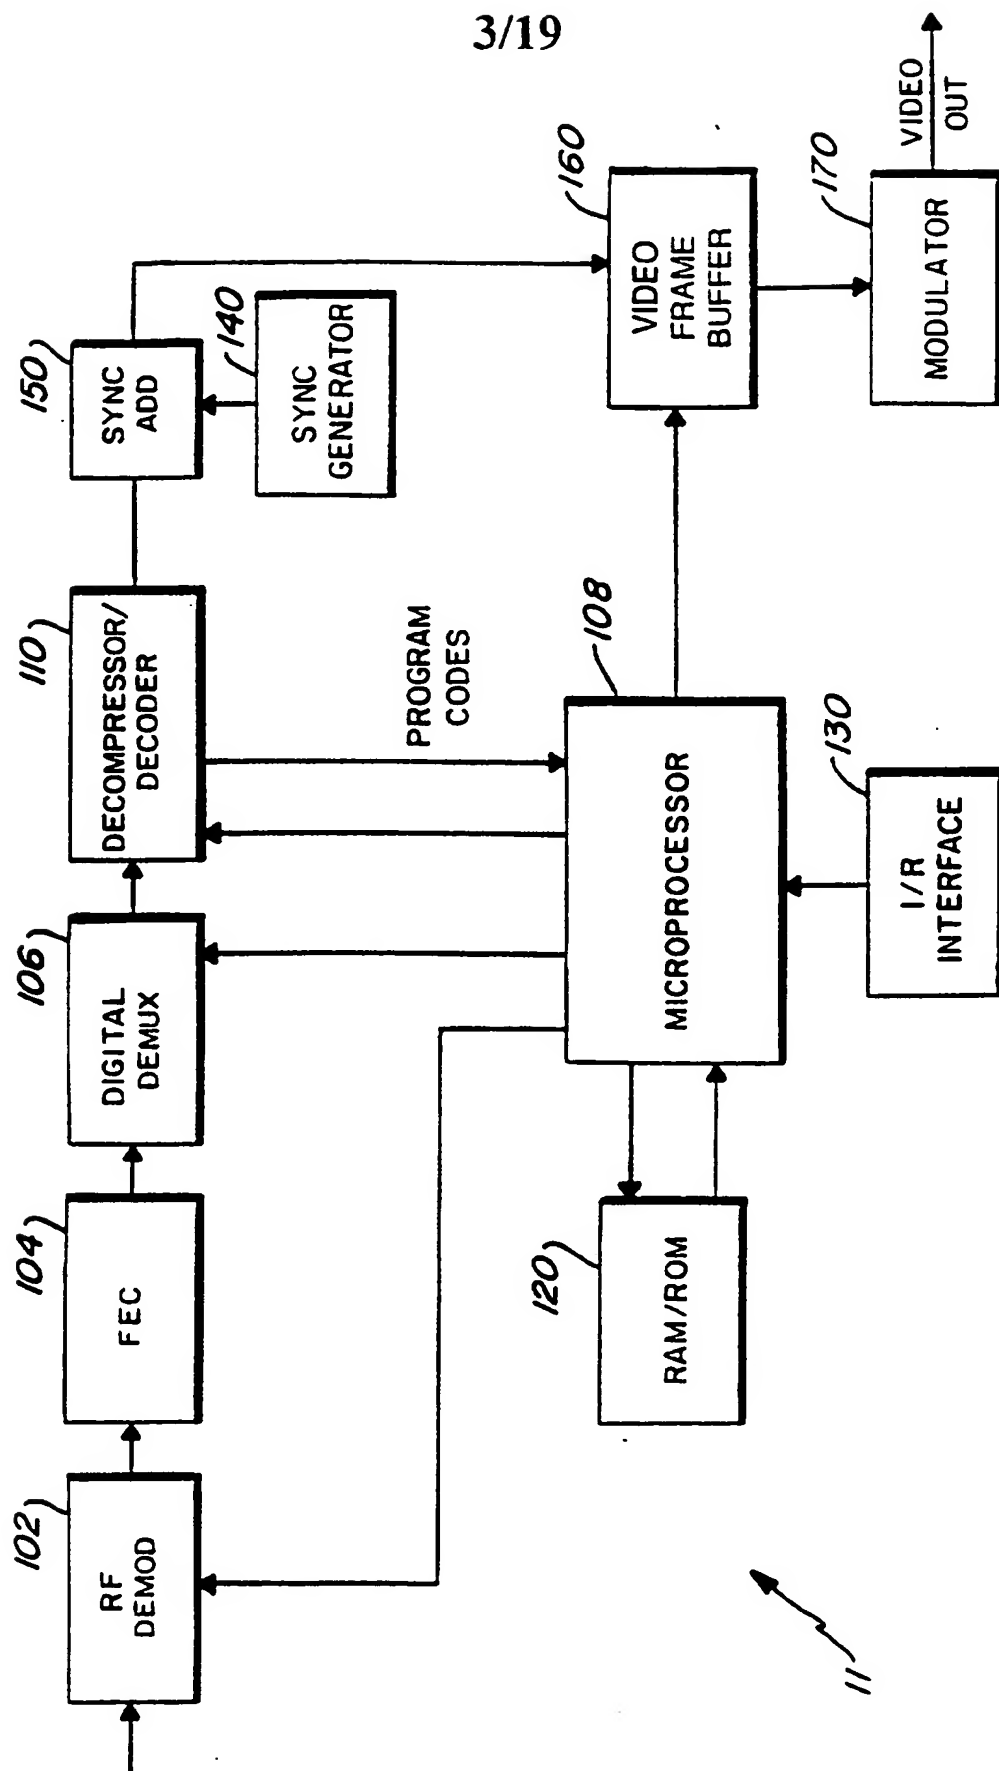 3/19
102
RF
DEMOD
104
FEC
106
DIGITAL
DEMUX
110
DECOMPRESSOR/
DECODER
150
SYNC
ADD
140
SYNC
GENERATOR
PROGRAM
CODES
120
RAM/ROM
108
MICROPROCESSOR
160
VIDEO
FRAME
BUFFER
130
I/R
INTERFACE
170
MODULATOR
VIDEO
OUT
11